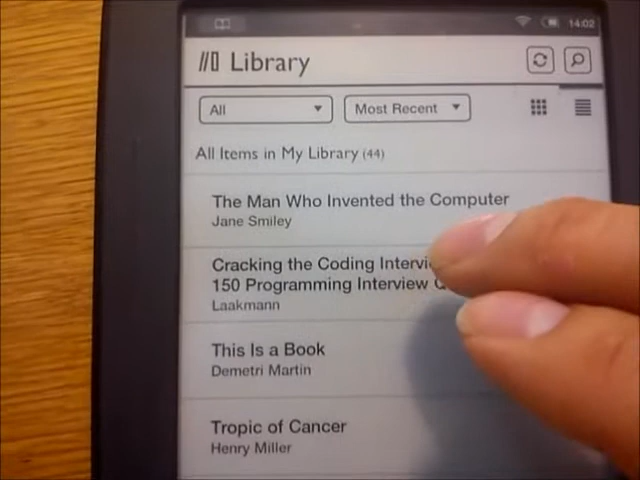 14:02
Library
All
Most Recent
All Items in My Library (44)
The Man Who Invented the Computer
Jane Smiley
Cracking the Coding
150 Programming Interview
Laakmann
This Is a Book
Demetri Martin
Tropic of Cancer
Henry Miller